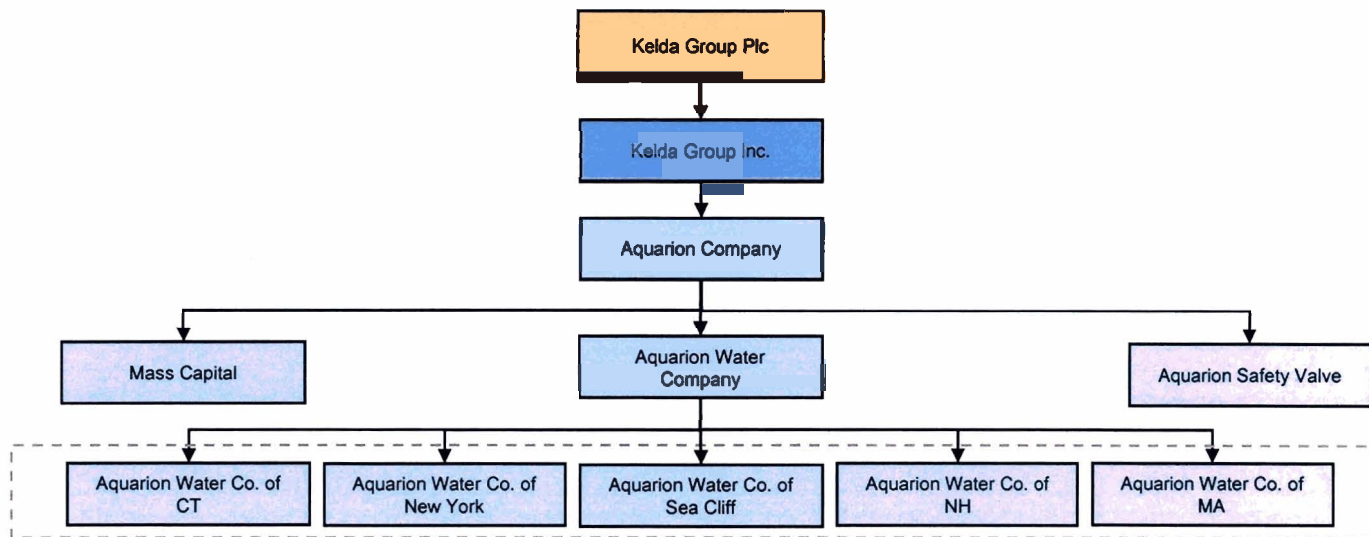 Kelda Group Plc
Kelda Group Inc.
Aquarion Company
Mass Capital
Aquarion Water
Company
Aquarion Safety Valve
Aquarion Water Co. of
CT
Aquarion Water Co. of
New York
Aquarion Water Co. of
Sea Cliff
Aquarion Water Co. of
NH
Aquarion Water Co. of
MA